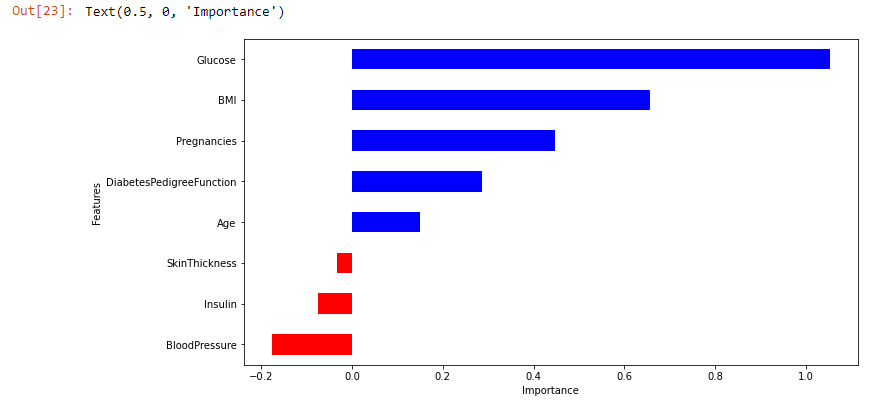 Out[23]: Text(0.5, 0, 'Importance')
Glucose
BMI
Pregnancies
DiabetesPedigreeFunction
Age
SkinThickness
Insulin
BloodPressure
Features
−0.2 0.0 0.2 0.4 0.6 0.8 1.0
Importance